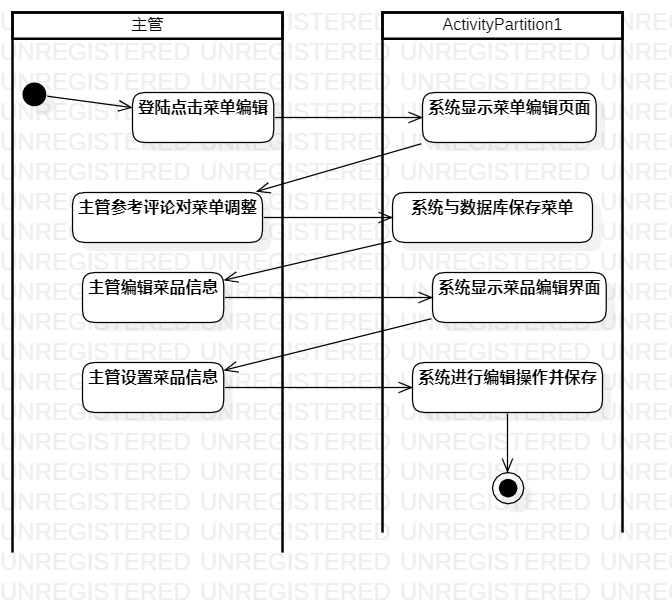 主管
ActivityPartition1
登陆点击菜单编辑
系统显示菜单编辑页面
主管参考评论对菜单调整
系统与数据库保存菜单
主管编辑菜品信息
系统显示菜品编辑界面
主管设置菜品信息
系统进行编辑操作并保存
UNREGISTERED